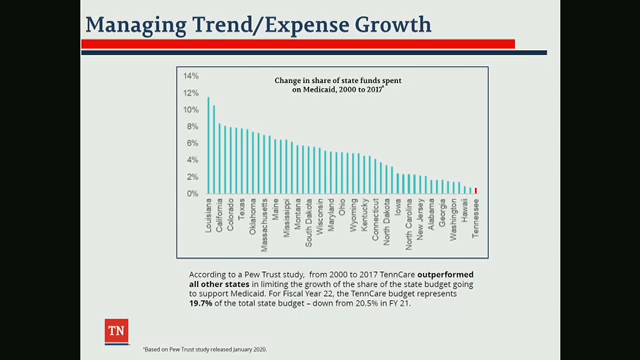 Managing Trend/Expense Growth
Change in share of state funds spent
on Medicaid, 2000 to 2017*
14%
12%
10%
8%
6%
4%
2%
0%
Louisiana
California
Colorado
Texas
Oklahoma
Massachusetts
Maine
Mississippi
Montana
South Dakota
Wisconsin
Maryland
Ohio
Wyoming
Kentucky
Connecticut
North Dakota
Iowa
North Carolina
New Jersey
Alabama
Georgia
Washington
Hawaii
Tennessee
According to a Pew Trust study, from 2000 to 2017 TennCare outperformed
all other states in limiting the growth of the share of the state budget going
to support Medicaid. For Fiscal Year 22, the TennCare budget represents
19.7% of the total state budget – down from 20.5% in FY 21.
TN
*Based on Pew Trust study released January 2020.